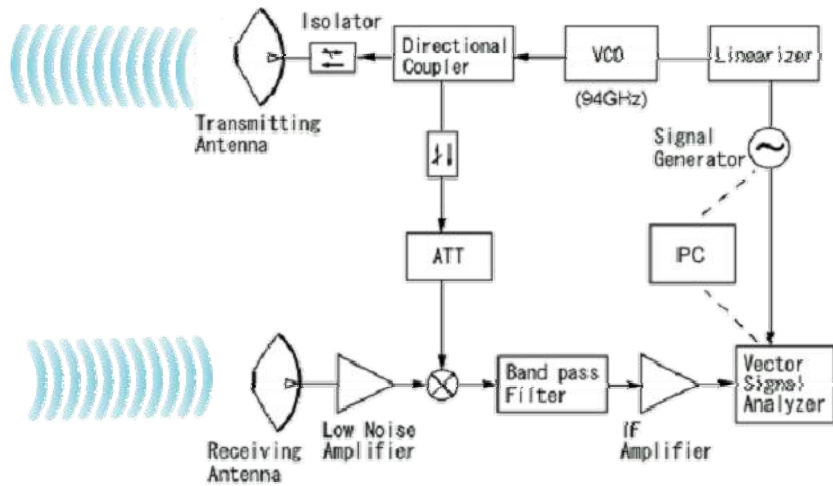 Isolator
Directional
Coupler
VCO
(94GHz)
Linearizer
Transmitting
Antenna
Signal
Generator
ATT
IPC
Receiving
Antenna
Low Noise
Amplifier
Band pass
Filter
IF
Amplifier
Vector
Signal
Analyzer